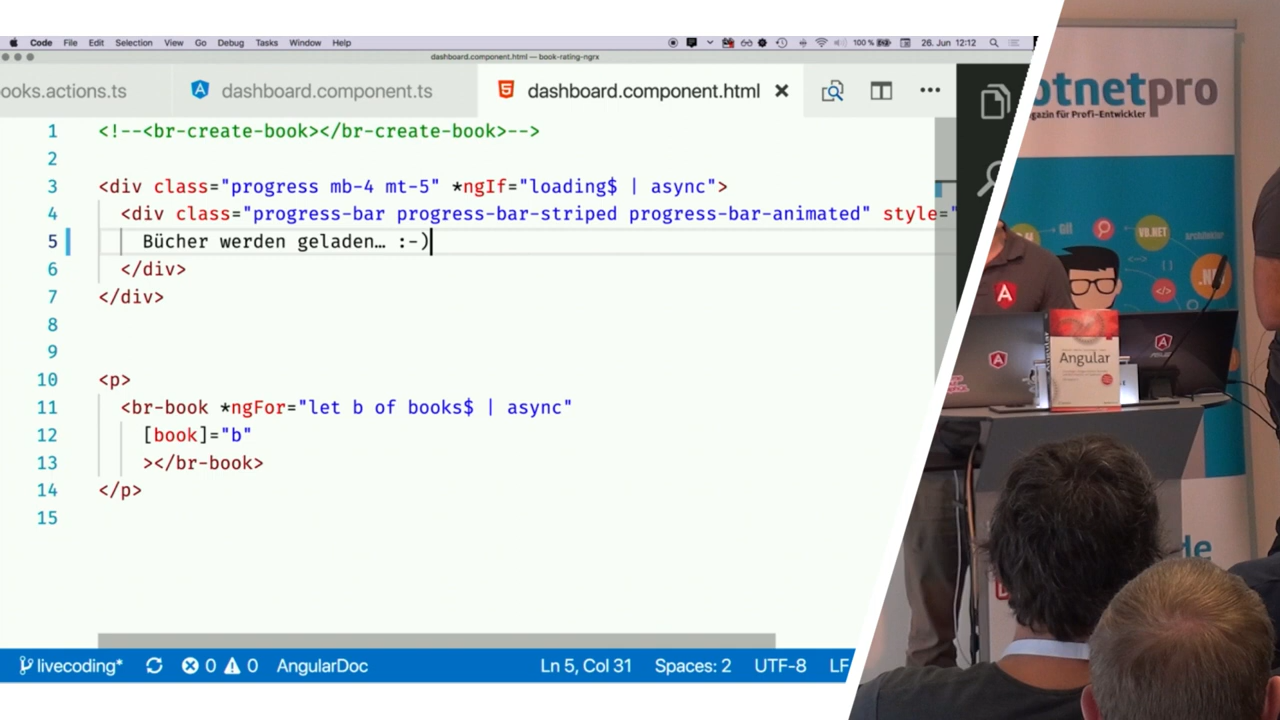 Code File Edit Selection View Go Debug Tasks Window Help 100 % 26. Jun 12:12
dashboard.component.html — book-rating-ngrx
ooks.actions.ts dashboard.component.ts dashboard.component.html
1 <!--<br-create-book></br-create-book>-->
2
3 <div class="progress mb-4 mt-5" *ngIf="loading$ | async">
4 <div class="progress-bar progress-bar-striped progress-bar-animated" style="
5 Bücher werden geladen… :-)
6 </div>
7 </div>
8
9
10 <p>
11 <br-book *ngFor="let b of books$ | async"
12 [book]="b"
13 ></br-book>
14 </p>
15
livecoding* 0 0 AngularDoc Ln 5, Col 31 Spaces: 2 UTF-8 LF
otnetpro
gazin für Profi-Entwickler
Git
VB.NET
Architektur
Angular
de